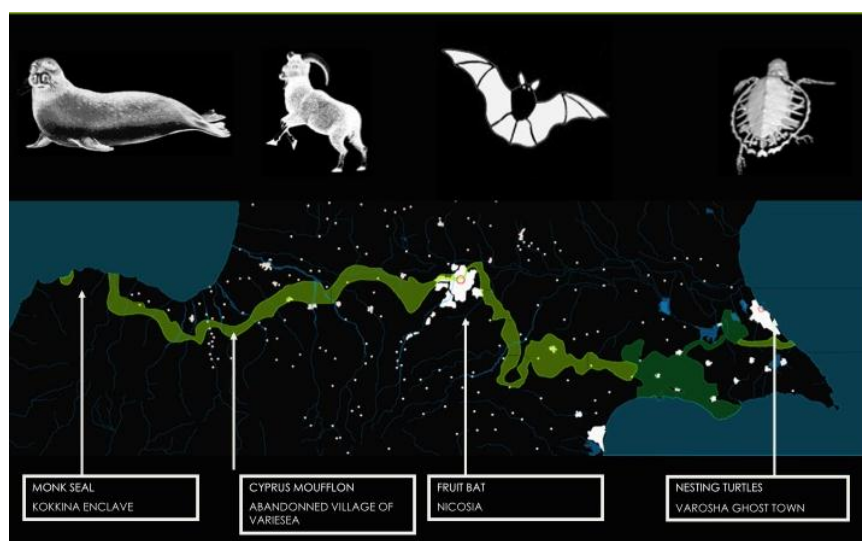 MONK SEAL
KOKKINA ENCLAVE
CYPRUS MOUFFLON
ABANDONNED VILLAGE OF
VARIESEA
FRUIT BAT
NICOSIA
NESTING TURTLES
VAROSHA GHOST TOWN